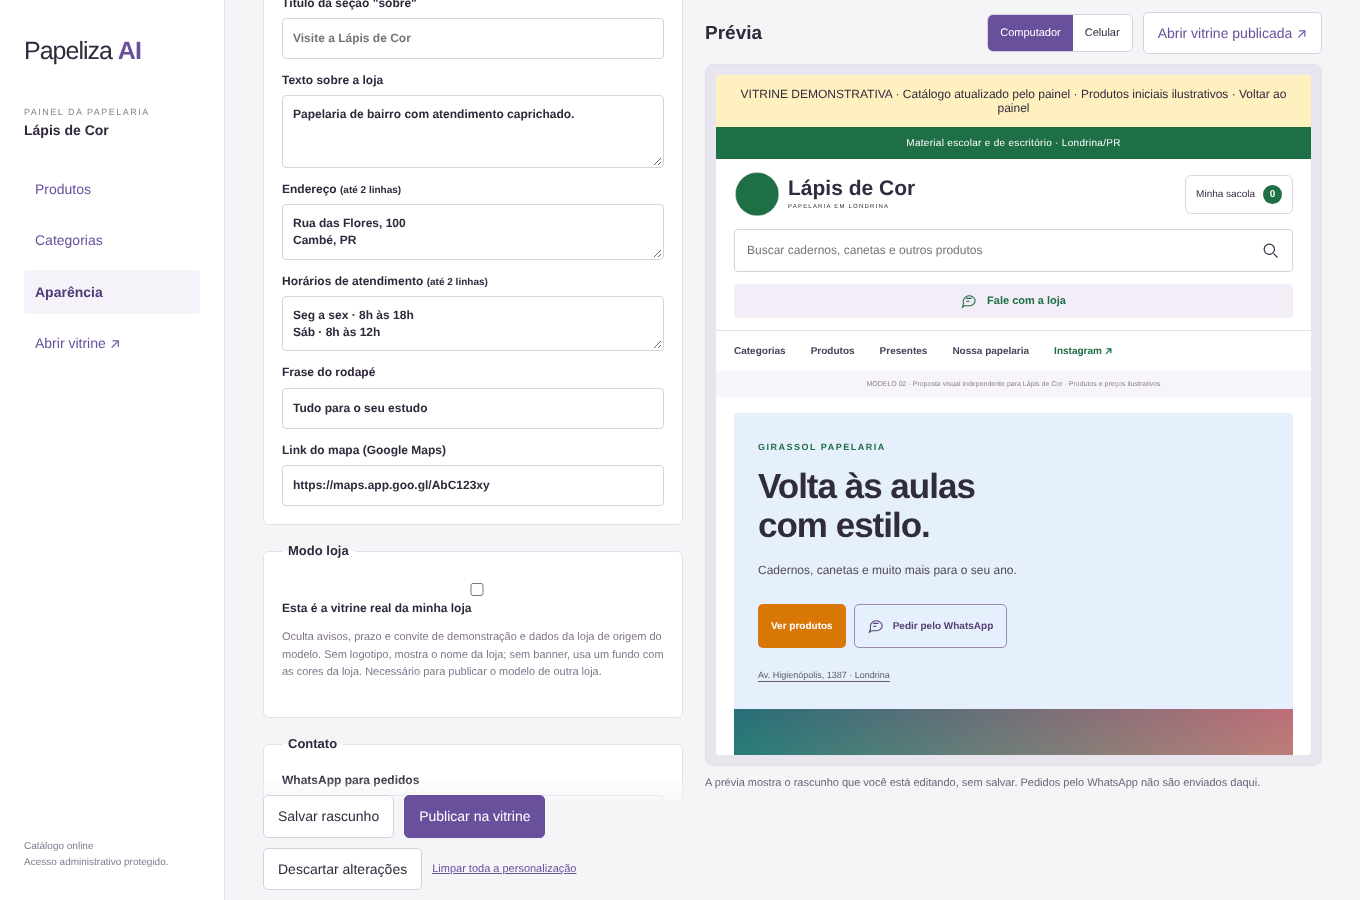 Papeliza AI
PAINEL DA PAPELARIA
Lápis de Cor
Produtos
Categorias
Aparência
Abrir vitrine ↗
Catálogo online
Acesso administrativo protegido.
Título da seção "sobre"
Visite a Lápis de Cor
Texto sobre a loja
Papelaria de bairro com atendimento caprichado.
Endereço (até 2 linhas)
Rua das Flores, 100
Cambé, PR
Horários de atendimento (até 2 linhas)
Seg a sex · 8h às 18h
Sáb · 8h às 12h
Frase do rodapé
Tudo para o seu estudo
Link do mapa (Google Maps)
https://maps.app.goo.gl/AbC123xy
Modo loja
Esta é a vitrine real da minha loja
Oculta avisos, prazo e convite de demonstração e dados da loja de origem do
modelo. Sem logotipo, mostra o nome da loja; sem banner, usa um fundo com
as cores da loja. Necessário para publicar o modelo de outra loja.
Contato
WhatsApp para pedidos
Salvar rascunho
Publicar na vitrine
Descartar alterações
Limpar toda a personalização
Prévia
Computador
Celular
Abrir vitrine publicada ↗
VITRINE DEMONSTRATIVA · Catálogo atualizado pelo painel · Produtos iniciais ilustrativos · Voltar ao
painel
Material escolar e de escritório · Londrina/PR
Lápis de Cor
PAPELARIA EM LONDRINA
Minha sacola 0
Buscar cadernos, canetas e outros produtos
Fale com a loja
Categorias Produtos Presentes Nossa papelaria Instagram ↗
MODELO 02 · Proposta visual independente para Lápis de Cor · Produtos e preços ilustrativos
GIRASSOL PAPELARIA
Volta às aulas
com estilo.
Cadernos, canetas e muito mais para o seu ano.
Ver produtos
Pedir pelo WhatsApp
Av. Higienópolis, 1387 · Londrina
A prévia mostra o rascunho que você está editando, sem salvar. Pedidos pelo WhatsApp não são enviados daqui.